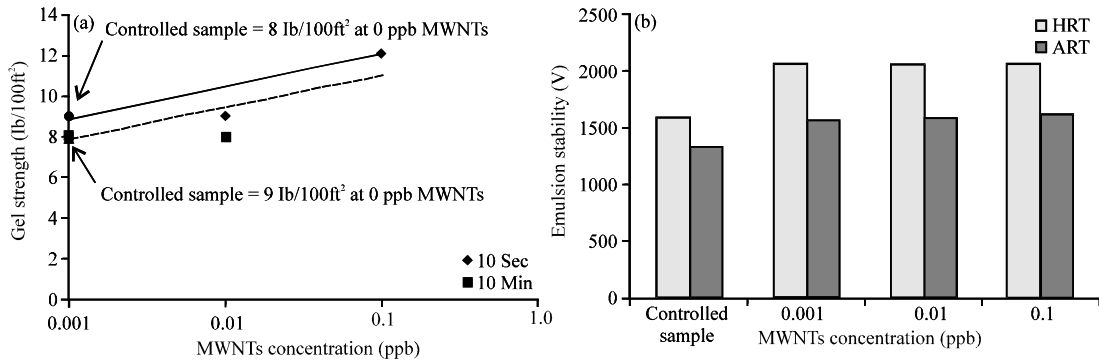 (a)
Controlled sample = 8 Ib/100ft²  at 0 ppb MWNTs
Controlled sample = 9 Ib/100ft²  at 0 ppb MWNTs
Gel strength (Ib/100ft²)
14
12
10
8
6
4
2
0
10 Sec
10 Min
0.001
0.01
0.1
1.0
MWNTs concentration (ppb)
(b)
HRT
ART
Emulsion stability (V)
2500
2000
1500
1000
500
0
Controlled
sample
0.001
0.01
0.1
MWNTs concentration (ppb)